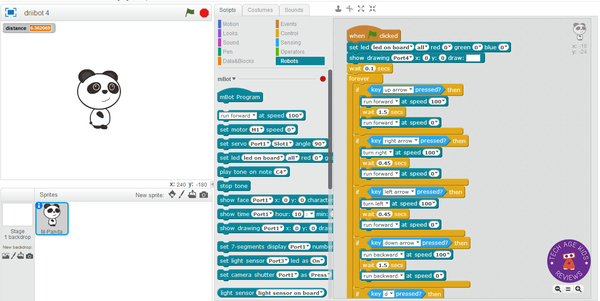 driibot 4
distance
X: 240 Y: -180
Sprites
New sprite:
Stage
1 backdrop
New backdrop:
M-Panda
Scripts
Costumes
Sounds
Motion
Events
Looks
Control
Sound
Sensing
Pen
Operators
Data&Blocks
Robots
mBot
mBot Program
run forward at speed 100
set motor M1 speed 0
set servo Port1 Slot1 angle 90
set led led on board all red 0
play tone on note C4
stop tone
show face Port1 x: 0 y: 0
show time Port1 hour: 10 : min:
show drawing Port1 x: 0 y: 0
set 7-segments display Port1
set light sensor Port3 led as On
set camera shutter Port1 as Press
light sensor light sensor on board
when clicked
set led led on board all red 0 green 0 blue 0
show drawing Port4 x: 0 y: 0 draw:
wait 0.1 secs
forever
if key up arrow pressed? then
run forward at speed 100
wait 1.5 secs
run forward at speed 0
if key right arrow pressed? then
turn right at speed 100
wait 0.45 secs
run forward at speed 0
if key left arrow pressed? then
turn left at speed 100
wait 0.45 secs
run forward at speed 0
if key down arrow pressed? then
run backward at speed 100
wait 1.5 secs
run backward at speed 0
if key pressed? then
TECH AGE KIDS
REVIEWS